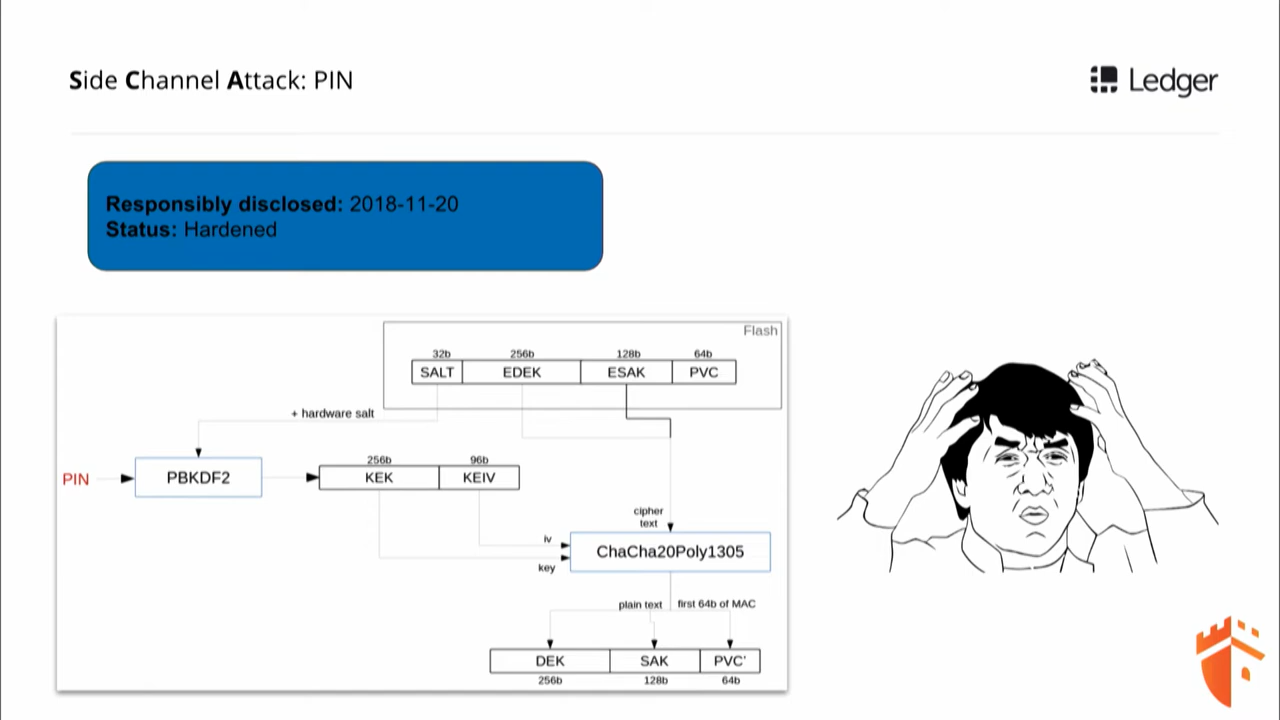 Side Channel Attack: PIN
Ledger
Responsibly disclosed: 2018-11-20
Status: Hardened
Flash
32b 256b 128b 64b
SALT EDEK ESAK PVC
+ hardware salt
256b 96b
PIN PBKDF2 KEK KEIV
cipher
text
iv
ChaCha20Poly1305
key
plain text first 64b of MAC
DEK SAK PVC'
256b 128b 64b